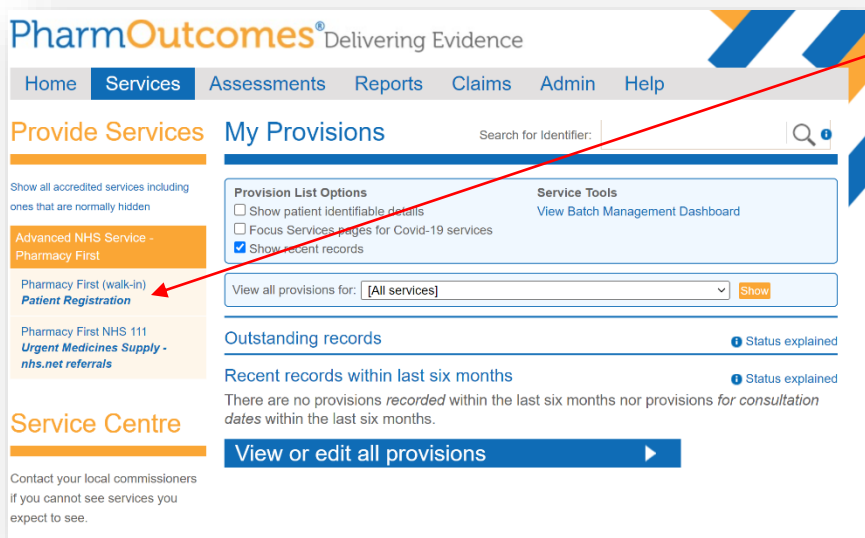 PharmOutcomes® Delivering Evidence
Home Services Assessments Reports Claims Admin Help
Provide Services
Show all accredited services including
ones that are normally hidden
Advanced NHS Service -
Pharmacy First
Pharmacy First (walk-in)
Patient Registration
Pharmacy First NHS 111
Urgent Medicines Supply -
nhs.net referrals
Service Centre
Contact your local commissioners
if you cannot see services you
expect to see.
My Provisions
Search for Identifier:
Provision List Options
Show patient identifiable details
Focus Services pages for Covid-19 services
Show recent records
Service Tools
View Batch Management Dashboard
View all provisions for: [All services] Show
Outstanding records
Status explained
Recent records within last six months
Status explained
There are no provisions recorded within the last six months nor provisions for consultation
dates within the last six months.
View or edit all provisions